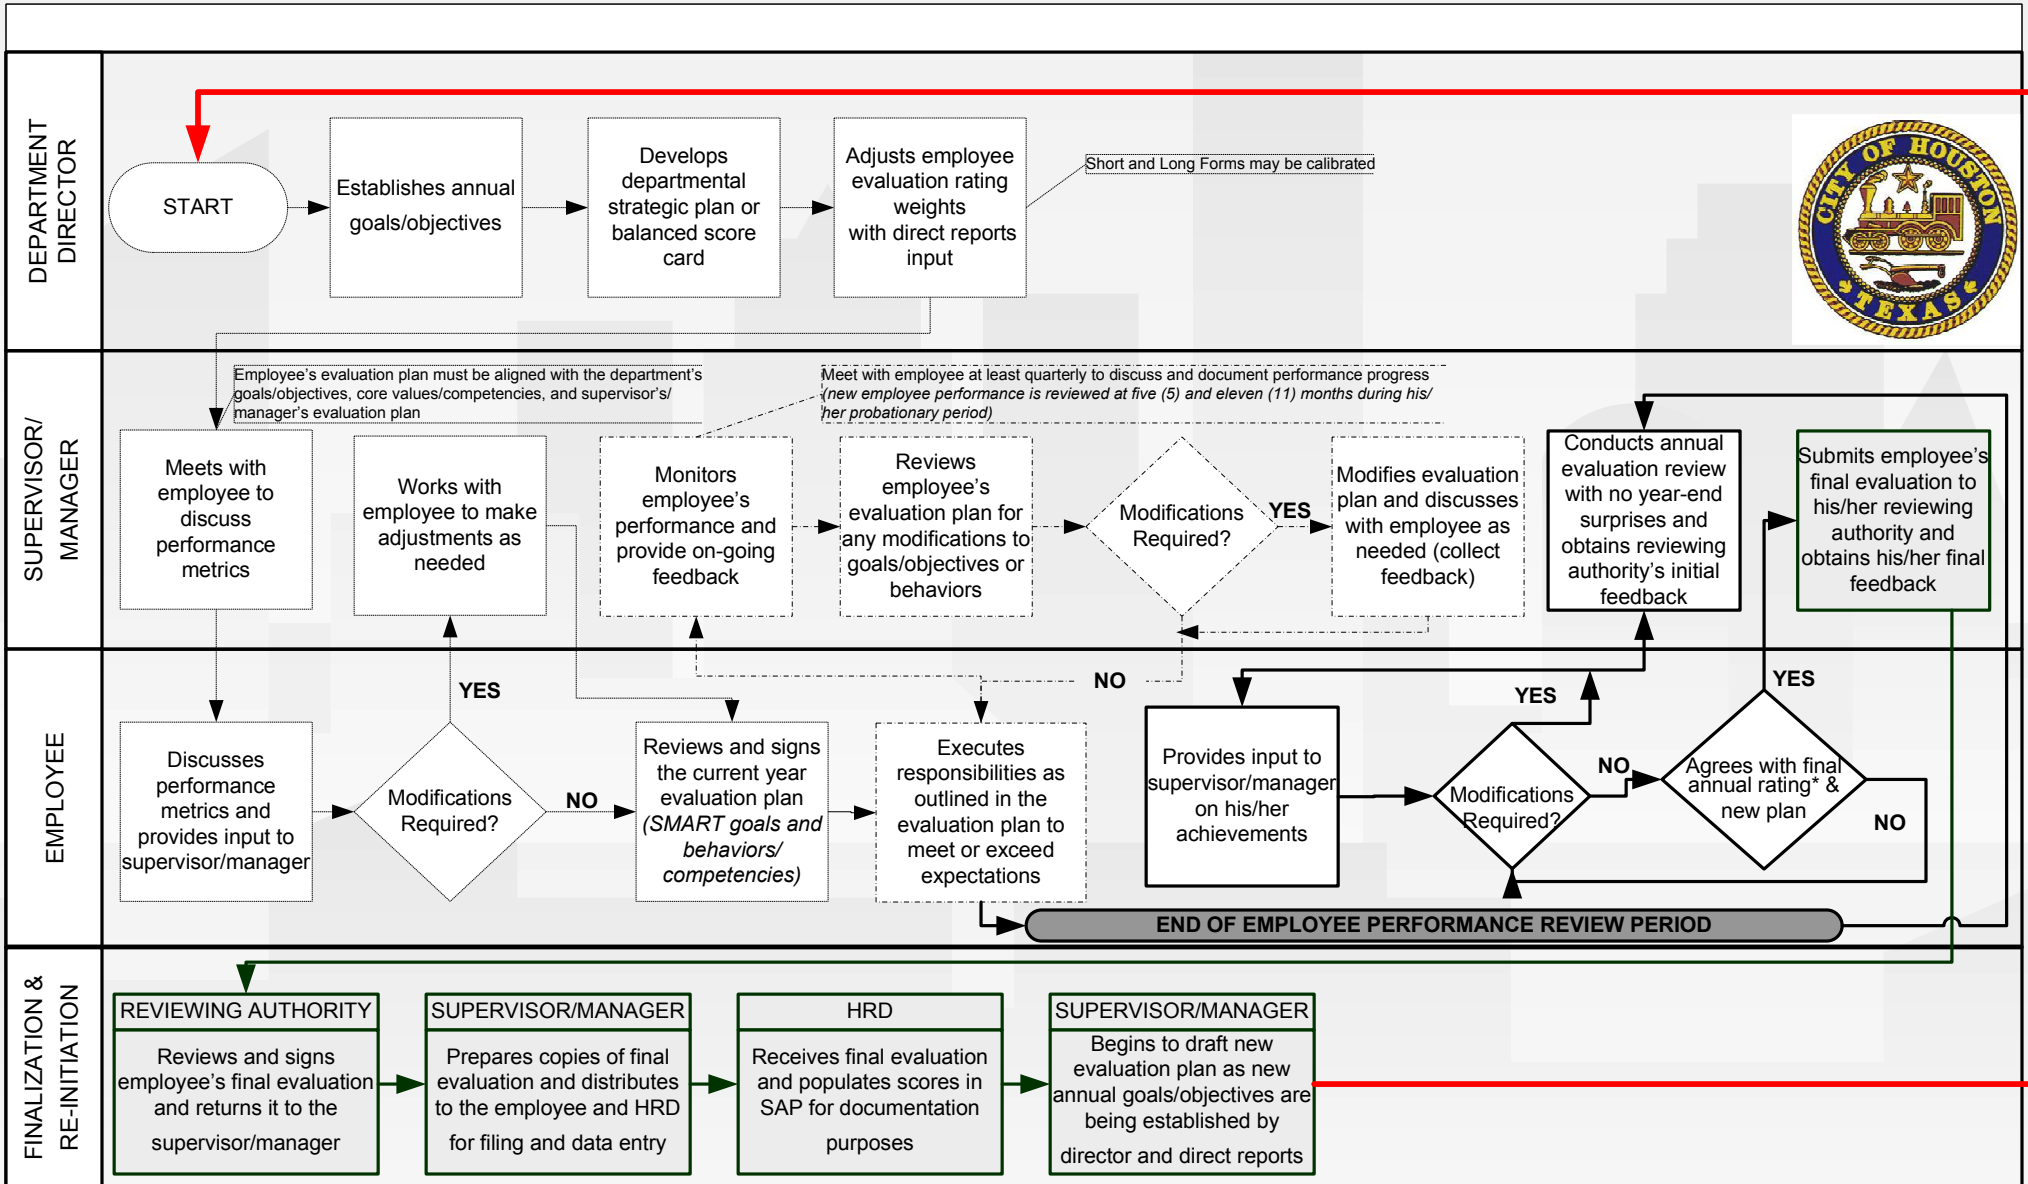 DEPARTMENT
DIRECTOR
START
Establishes annual
goals/objectives
Develops
departmental
strategic plan or
balanced score
card
Adjusts employee
evaluation rating
weights
with direct reports
input
Short and Long Forms may be calibrated
CITY OF HOUSTON
TEXAS
SUPERVISOR/
MANAGER
Employee's evaluation plan must be aligned with the department's
goals/objectives, core values/competencies, and supervisor's/
manager's evaluation plan
Meet with employee at least quarterly to discuss and document performance progress
(new employee performance is reviewed at five (5) and eleven (11) months during his/
her probationary period)
Meets with
employee to
discuss
performance
metrics
Works with
employee to make
adjustments as
needed
Monitors
employee's
performance and
provide on-going
feedback
Reviews
employee's
evaluation plan for
any modifications to
goals/objectives or
behaviors
Modifications
Required?
YES
Modifies evaluation
plan and discusses
with employee as
needed (collect
feedback)
Conducts annual
evaluation review
with no year-end
surprises and
obtains reviewing
authority's initial
feedback
Submits employee's
final evaluation to
his/her reviewing
authority and
obtains his/her final
feedback
EMPLOYEE
Discusses
performance
metrics and
provides input to
supervisor/manager
YES
Modifications
Required?
NO
Reviews and signs
the current year
evaluation plan
(SMART goals and
behaviors/
competencies)
NO
Executes
responsibilities as
outlined in the
evaluation plan to
meet or exceed
expectations
Provides input to
supervisor/manager
on his/her
achievements
YES
Modifications
Required?
NO
YES
Agrees with final
annual rating* &
new plan
NO
END OF EMPLOYEE PERFORMANCE REVIEW PERIOD
FINALIZATION &
RE-INITIATION
REVIEWING AUTHORITY
Reviews and signs
employee's final evaluation
and returns it to the
supervisor/manager
SUPERVISOR/MANAGER
Prepares copies of final
evaluation and distributes
to the employee and HRD
for filing and data entry
HRD
Receives final evaluation
and populates scores in
SAP for documentation
purposes
SUPERVISOR/MANAGER
Begins to draft new
evaluation plan as new
annual goals/objectives are
being established by
director and direct reports